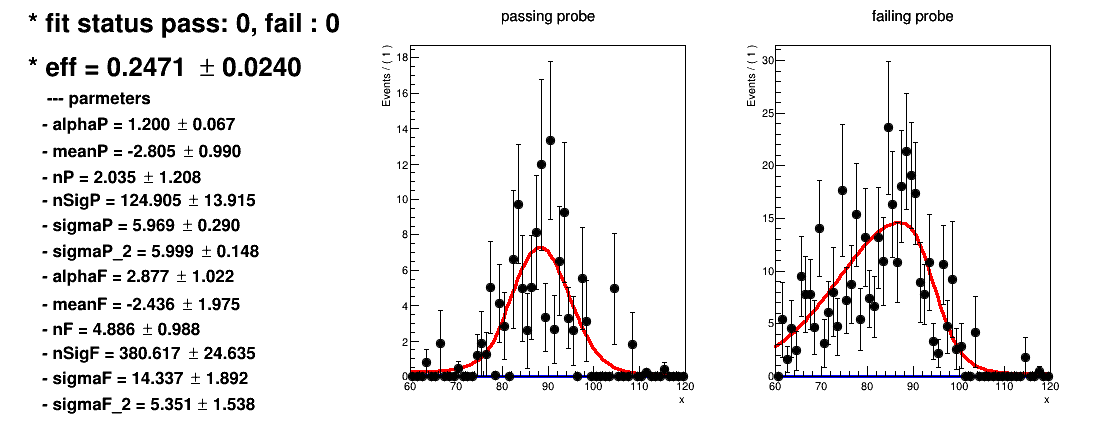 * fit status pass: 0, fail : 0
* eff = 0.2471 ± 0.0240
--- parmeters
- alphaP = 1.200 ± 0.067
- meanP = -2.805 ± 0.990
- nP = 2.035 ± 1.208
- nSigP = 124.905 ± 13.915
- sigmaP = 5.969 ± 0.290
- sigmaP_2 = 5.999 ± 0.148
- alphaF = 2.877 ± 1.022
- meanF = -2.436 ± 1.975
- nF = 4.886 ± 0.988
- nSigF = 380.617 ± 24.635
- sigmaF = 14.337 ± 1.892
- sigmaF_2 = 5.351 ± 1.538
passing probe
Events / ( 1 )
18
16
14
12
10
8
6
4
2
0
60 70 80 90 100 110 120
x
failing probe
Events / ( 1 )
30
25
20
15
10
5
0
60 70 80 90 100 110 120
x